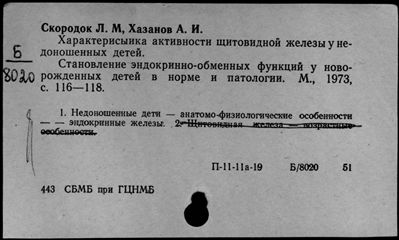 Скородок Л. М, Хазанов А. И.
Характерисыика активности щитовидной железы у не-
доношенных детей.
Б
8020
Становление эндокринно-обменных функций у ново-
рожденных детей в норме и патологии. М., 1973,
с. 116—118.
1. Недоношенные дети — анатомо-физиологические особенности
— — эндокринные железы. 2. Щитовидная железа — возрастные
особенности.
П-11-11а-19 Б/8020 51
443 СБМБ при ГЦНМБ